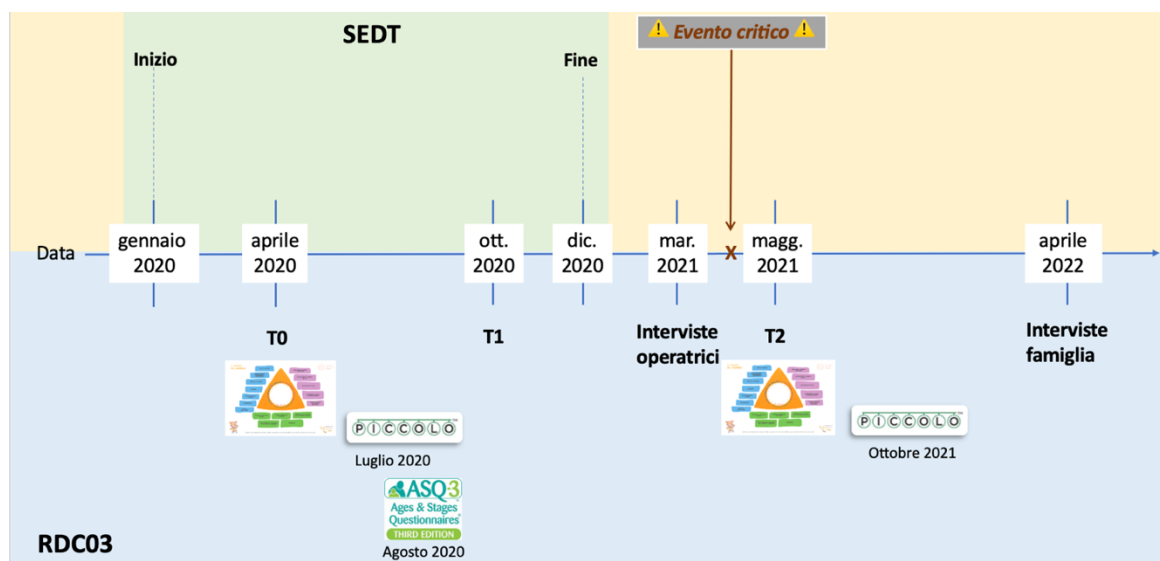 SEDT
Evento critico
Inizio
Fine
Data
gennaio
2020
aprile
2020
ott.
2020
dic.
2020
mar.
2021
magg.
2021
aprile
2022
T0
T1
Interviste
operatrici
T2
Interviste
famiglia
PICCOLO
Luglio 2020
PICCOLO
Ottobre 2021
ASQ-3
Ages & Stages
Questionnaires®
THIRD EDITION
Agosto 2020
RDC03